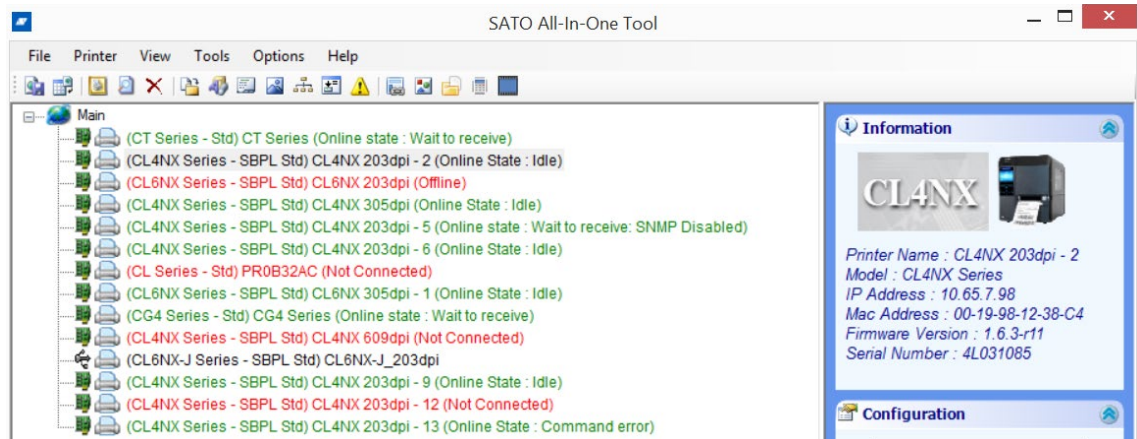 SATO All-In-One Tool
File Printer View Tools Options Help
Main
(CT Series - Std) CT Series (Online state : Wait to receive)
(CL4NX Series - SBPL Std) CL4NX 203dpi - 2 (Online State : Idle)
(CL6NX Series - SBPL Std) CL6NX 203dpi (Offline)
(CL4NX Series - SBPL Std) CL4NX 305dpi (Online State : Idle)
(CL4NX Series - SBPL Std) CL4NX 203dpi - 5 (Online state : Wait to receive: SNMP Disabled)
(CL4NX Series - SBPL Std) CL4NX 203dpi - 6 (Online State : Idle)
(CL Series - Std) PR0B32AC (Not Connected)
(CL6NX Series - SBPL Std) CL6NX 305dpi - 1 (Online State : Idle)
(CG4 Series - Std) CG4 Series (Online state : Wait to receive)
(CL4NX Series - SBPL Std) CL4NX 609dpi (Not Connected)
(CL6NX-J Series - SBPL Std) CL6NX-J_203dpi
(CL4NX Series - SBPL Std) CL4NX 203dpi - 9 (Online State : Idle)
(CL4NX Series - SBPL Std) CL4NX 203dpi - 12 (Not Connected)
(CL4NX Series - SBPL Std) CL4NX 203dpi - 13 (Online State : Command error)
Information
CL4NX
Printer Name : CL4NX 203dpi - 2
Model : CL4NX Series
IP Address : 10.65.7.98
Mac Address : 00-19-98-12-38-C4
Firmware Version : 1.6.3-r11
Serial Number : 4L031085
Configuration